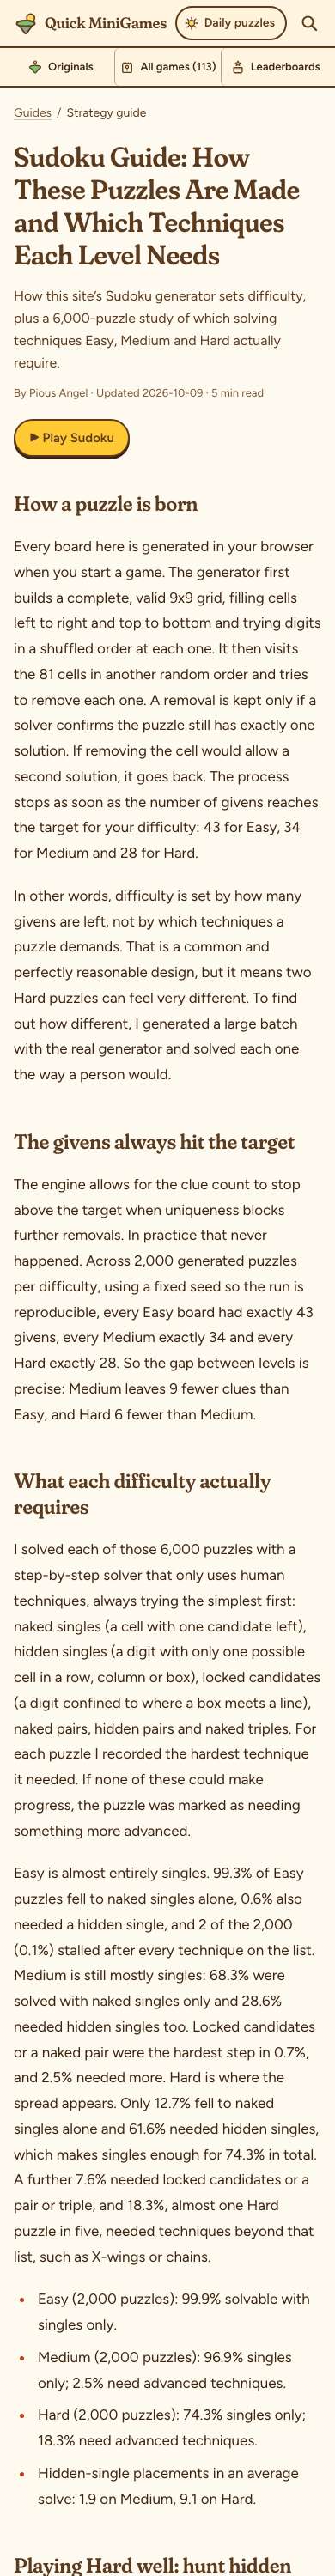 Quick MiniGames
Daily puzzles
Originals
All games (113)
Leaderboards
Guides / Strategy guide
Sudoku Guide: How
These Puzzles Are Made
and Which Techniques
Each Level Needs
How this site's Sudoku generator sets difficulty,
plus a 6,000-puzzle study of which solving
techniques Easy, Medium and Hard actually
require.
By Pious Angel · Updated 2026-10-09 · 5 min read
Play Sudoku
How a puzzle is born
Every board here is generated in your browser
when you start a game. The generator first
builds a complete, valid 9x9 grid, filling cells
left to right and top to bottom and trying digits
in a shuffled order at each one. It then visits
the 81 cells in another random order and tries
to remove each one. A removal is kept only if a
solver confirms the puzzle still has exactly one
solution. If removing the cell would allow a
second solution, it goes back. The process
stops as soon as the number of givens reaches
the target for your difficulty: 43 for Easy, 34
for Medium and 28 for Hard.
In other words, difficulty is set by how many
givens are left, not by which techniques a
puzzle demands. That is a common and
perfectly reasonable design, but it means two
Hard puzzles can feel very different. To find
out how different, I generated a large batch
with the real generator and solved each one
the way a person would.
The givens always hit the target
The engine allows for the clue count to stop
above the target when uniqueness blocks
further removals. In practice that never
happened. Across 2,000 generated puzzles
per difficulty, using a fixed seed so the run is
reproducible, every Easy board had exactly 43
givens, every Medium exactly 34 and every
Hard exactly 28. So the gap between levels is
precise: Medium leaves 9 fewer clues than
Easy, and Hard 6 fewer than Medium.
What each difficulty actually
requires
I solved each of those 6,000 puzzles with a
step-by-step solver that only uses human
techniques, always trying the simplest first:
naked singles (a cell with one candidate left),
hidden singles (a digit with only one possible
cell in a row, column or box), locked candidates
(a digit confined to where a box meets a line),
naked pairs, hidden pairs and naked triples. For
each puzzle I recorded the hardest technique
it needed. If none of these could make
progress, the puzzle was marked as needing
something more advanced.
Easy is almost entirely singles. 99.3% of Easy
puzzles fell to naked singles alone, 0.6% also
needed a hidden single, and 2 of the 2,000
(0.1%) stalled after every technique on the list.
Medium is still mostly singles: 68.3% were
solved with naked singles only and 28.6%
needed hidden singles too. Locked candidates
or a naked pair were the hardest step in 0.7%,
and 2.5% needed more. Hard is where the
spread appears. Only 12.7% fell to naked
singles alone and 61.6% needed hidden singles,
which makes singles enough for 74.3% in total.
A further 7.6% needed locked candidates or a
pair or triple, and 18.3%, almost one Hard
puzzle in five, needed techniques beyond that
list, such as X-wings or chains.
• Easy (2,000 puzzles): 99.9% solvable with
singles only.
• Medium (2,000 puzzles): 96.9% singles
only; 2.5% need advanced techniques.
• Hard (2,000 puzzles): 74.3% singles only;
18.3% need advanced techniques.
• Hidden-single placements in an average
solve: 1.9 on Medium, 9.1 on Hard.
Playing Hard well: hunt hidden